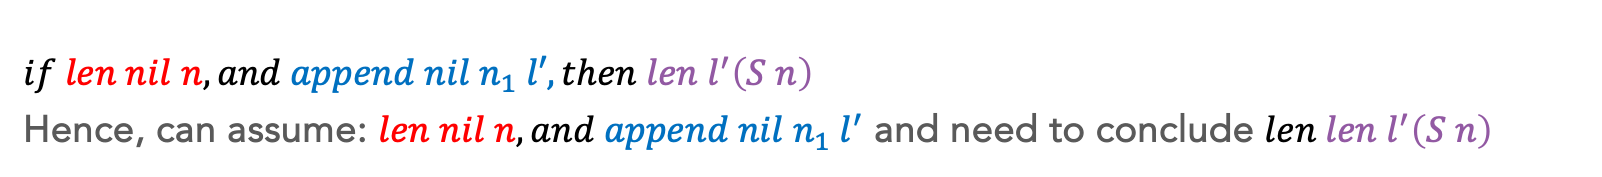 if len nil n, and append nil n₁ l′, then len l′(S n)
Hence, can assume: len nil n, and append nil n₁ l′ and need to conclude len len l′(S n)